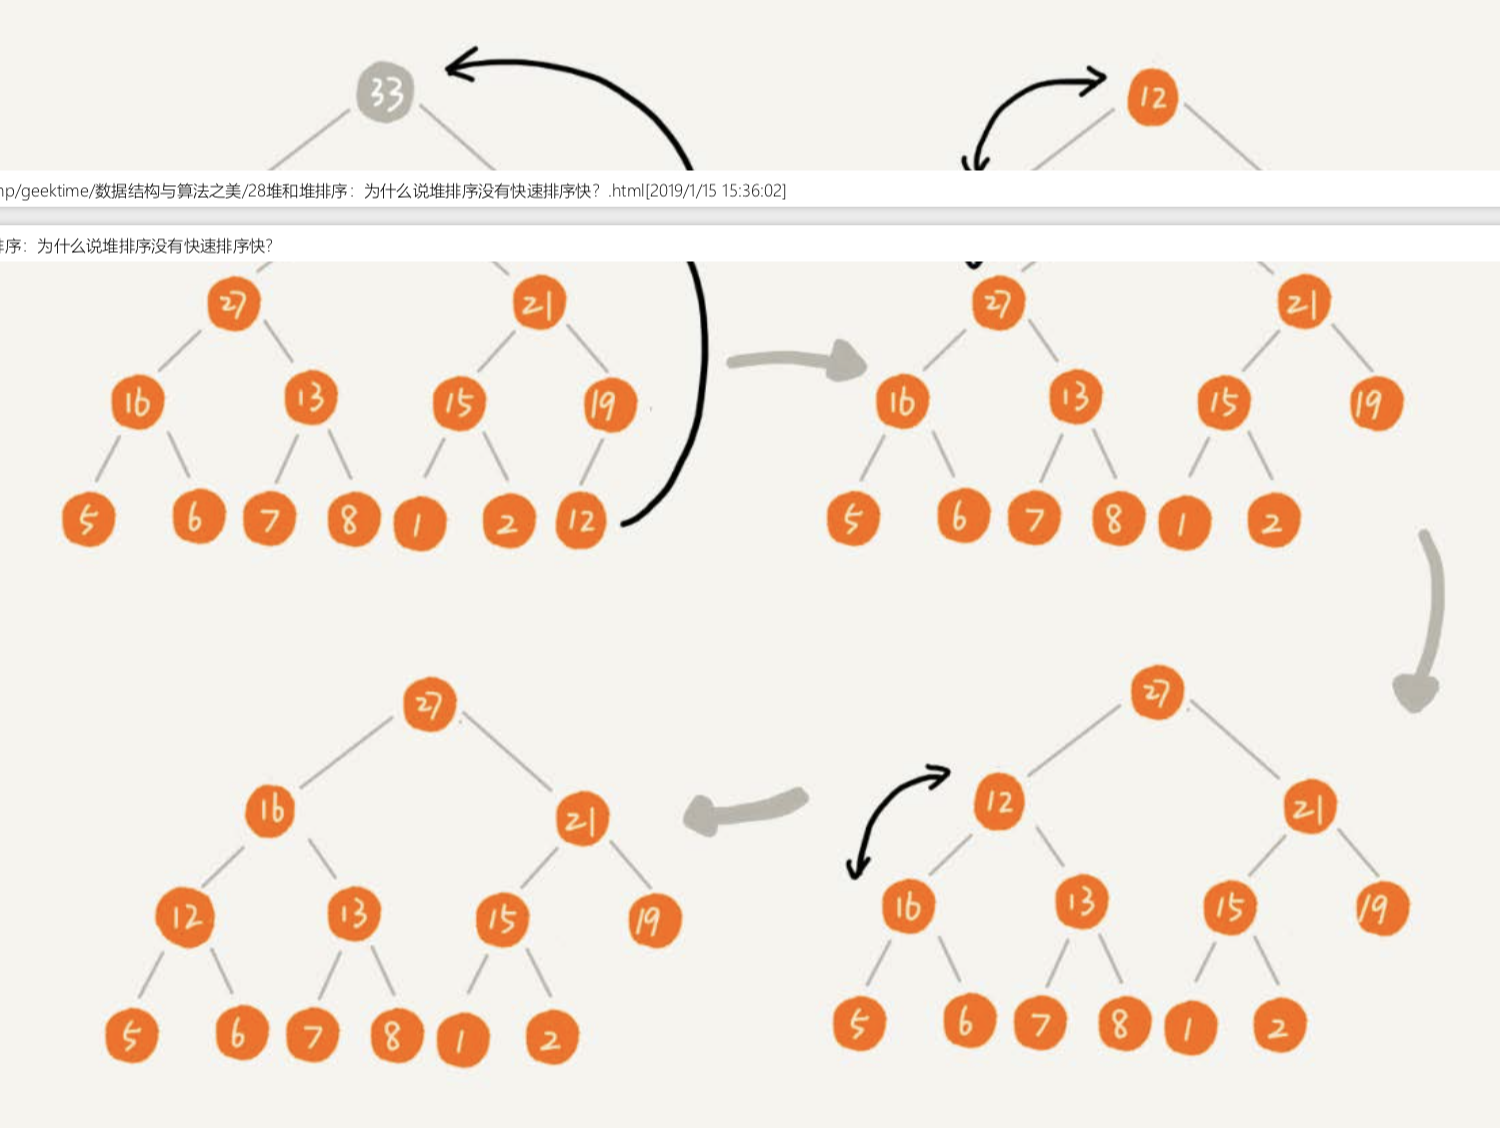 33
12
mp/geektime/数据结构与算法之美/28堆和堆排序：为什么说堆排序没有快速排序快？.html[2019/1/15 15:36:02]
排序：为什么说堆排序没有快速排序快？
27 21 27 21
16 13 15 19 16 13 15 19
5 6 7 8 1 2 12 5 6 7 8 1 2
27 27
16 21 12 21
12 13 15 19 16 13 15 19
5 6 7 8 1 2 5 6 7 8 1 2